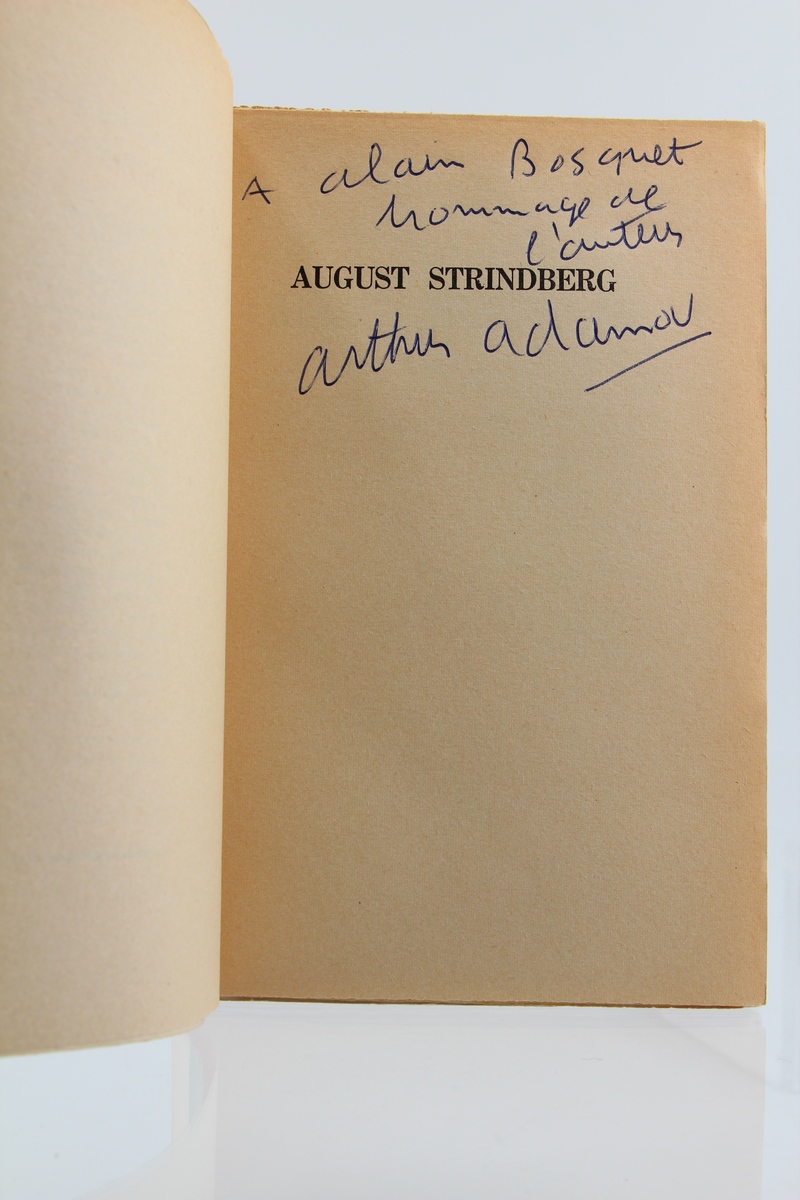 A alain Bosquet
hommage de
l'auteur
AUGUST STRINDBERG
arthur adamov